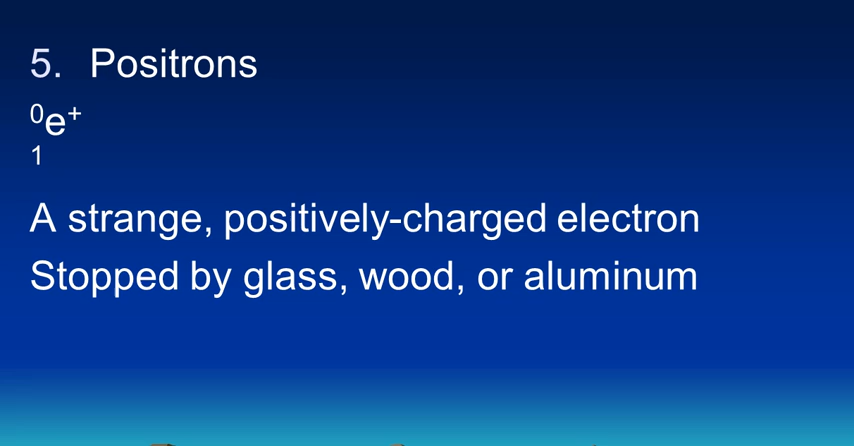 5. Positrons
⁰e⁺
1
A strange, positively-charged electron
Stopped by glass, wood, or aluminum